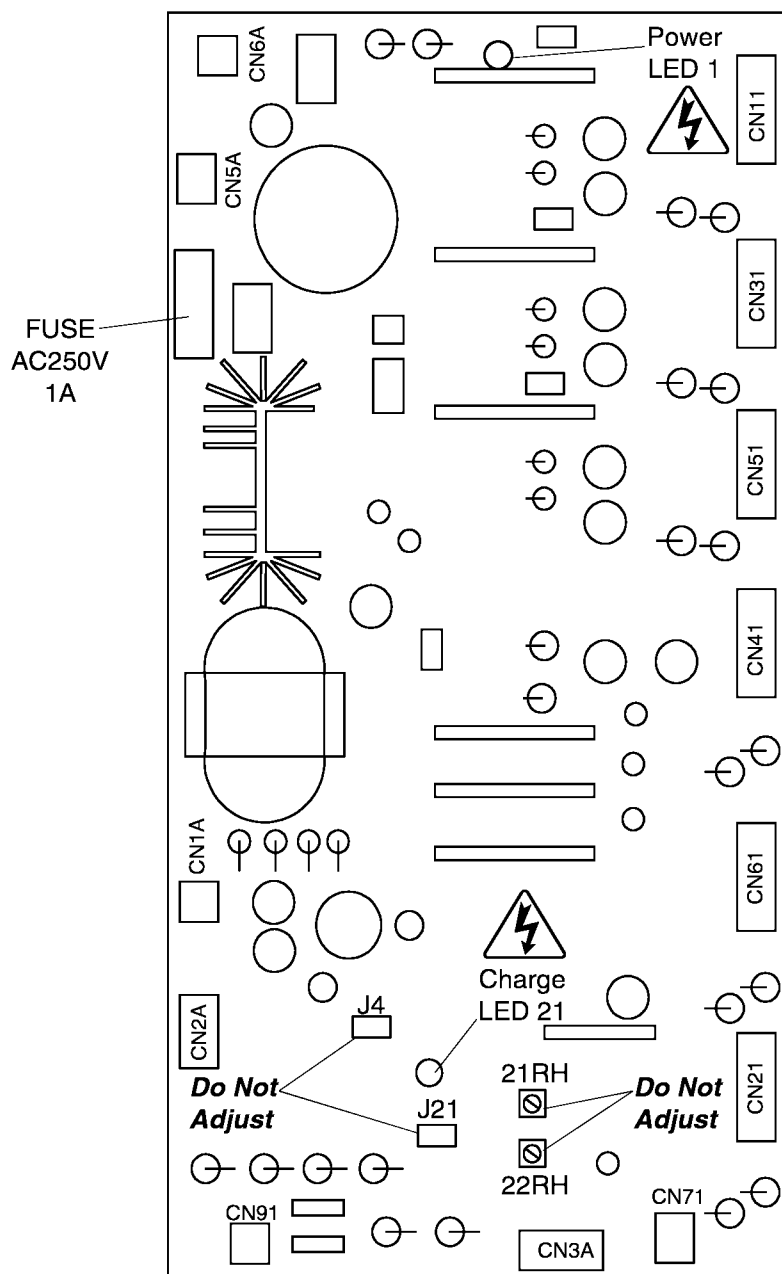 CN6A
Power
LED 1
CN11
CN5A
CN31
FUSE
AC250V
1A
CN51
CN41
CN1A
CN61
Charge
LED 21
J4
CN2A
Do Not
Adjust
21RH
Do Not
Adjust
CN21
J21
22RH
CN91
CN71
CN3A